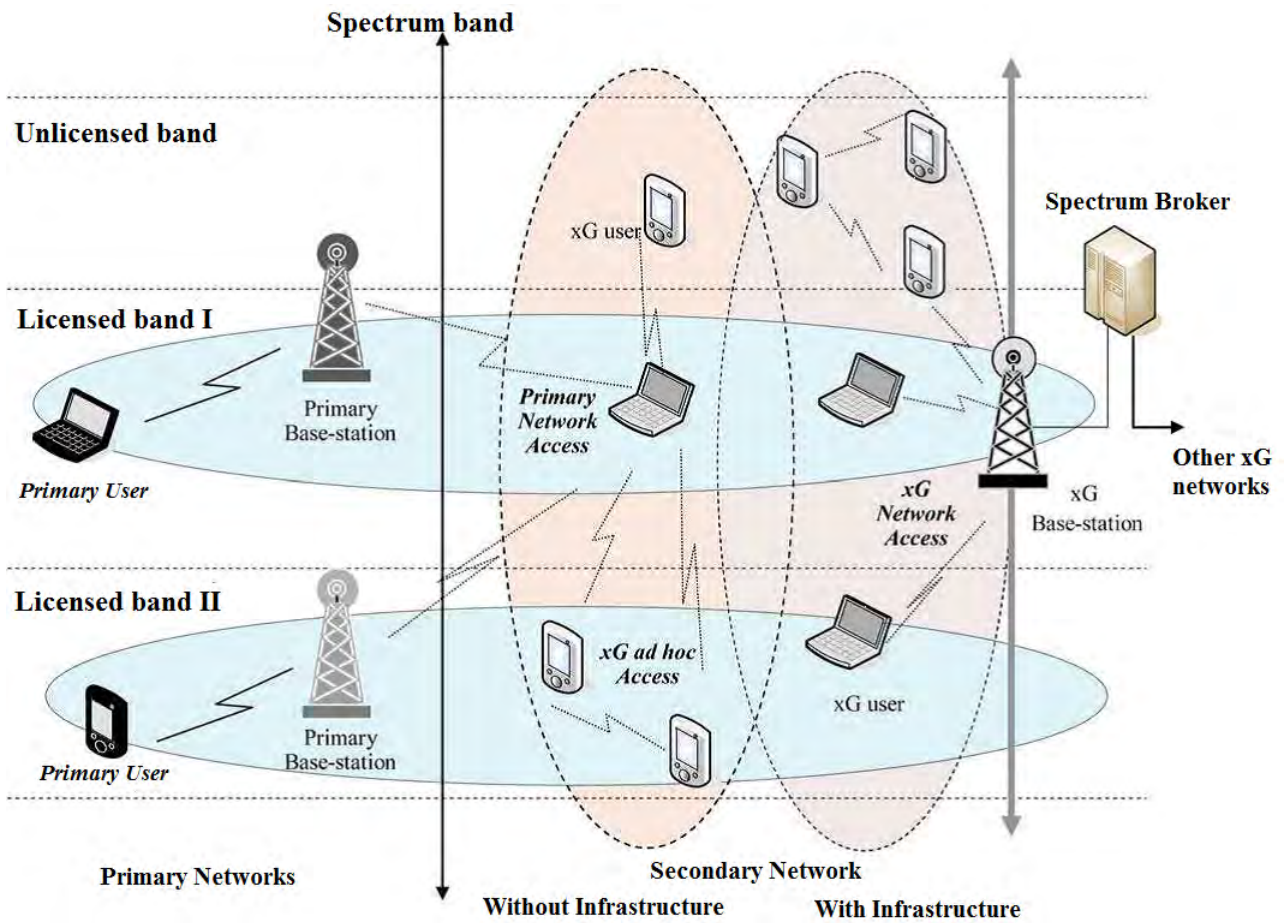 Spectrum band
Unlicensed band
Spectrum Broker
xG user
Licensed band I
Primary
Base-station
Primary
Network
Access
Primary User
Other xG
networks
xG
Network
Access
xG
Base-station
Licensed band II
xG ad hoc
Access
xG user
Primary
Base-station
Primary User
Primary Networks
Secondary Network
Without Infrastructure
With Infrastructure